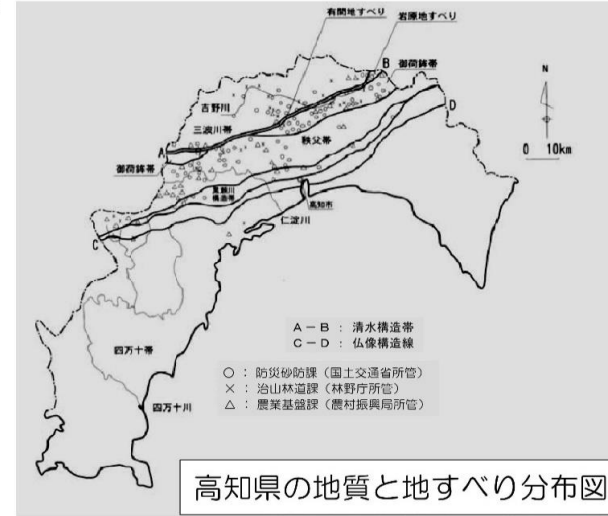 有間地すべり
岩原地すべり
B
御荷鉾帯
N
D
吉野川
三波川帯
秩父帯
A
0 10km
御荷鉾帯
黒瀬川
構造帯
高知市
仁淀川
C
A－B：清水構造帯
C－D：仏像構造線
四万十帯
○：防災砂防課（国土交通省所管）
×：治山林道課（林野庁所管）
△：農業基盤課（農村振興局所管）
四万十川
高知県の地質と地すべり分布図